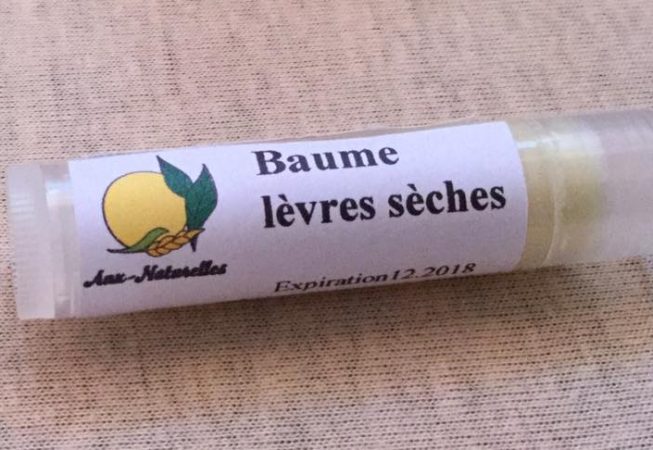 Baume
lèvres sèches
Aux-Naturelles
Expiration12.2018